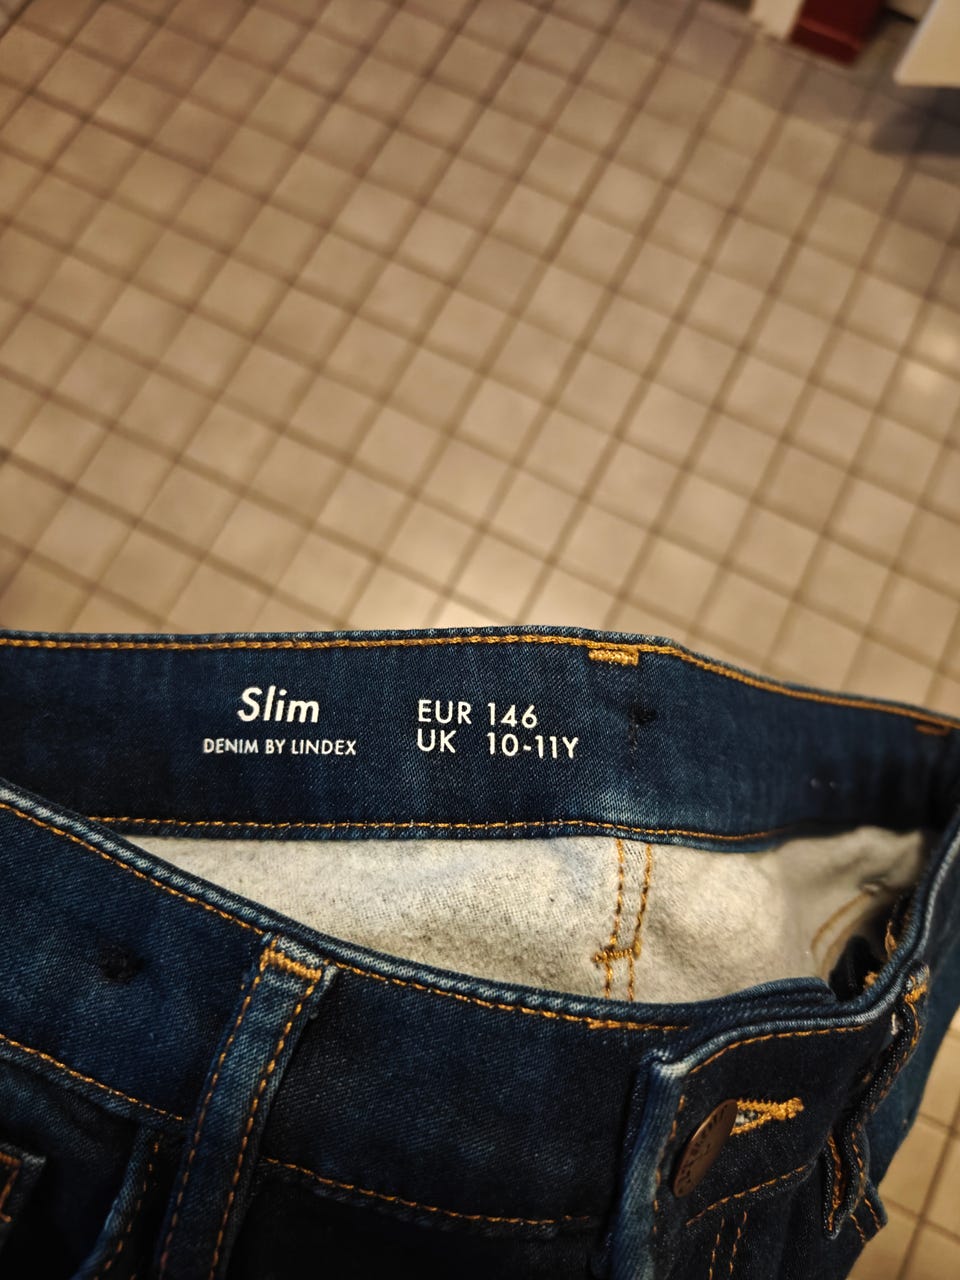 Slim
DENIM BY LINDEX
EUR 146
UK 10-11Y